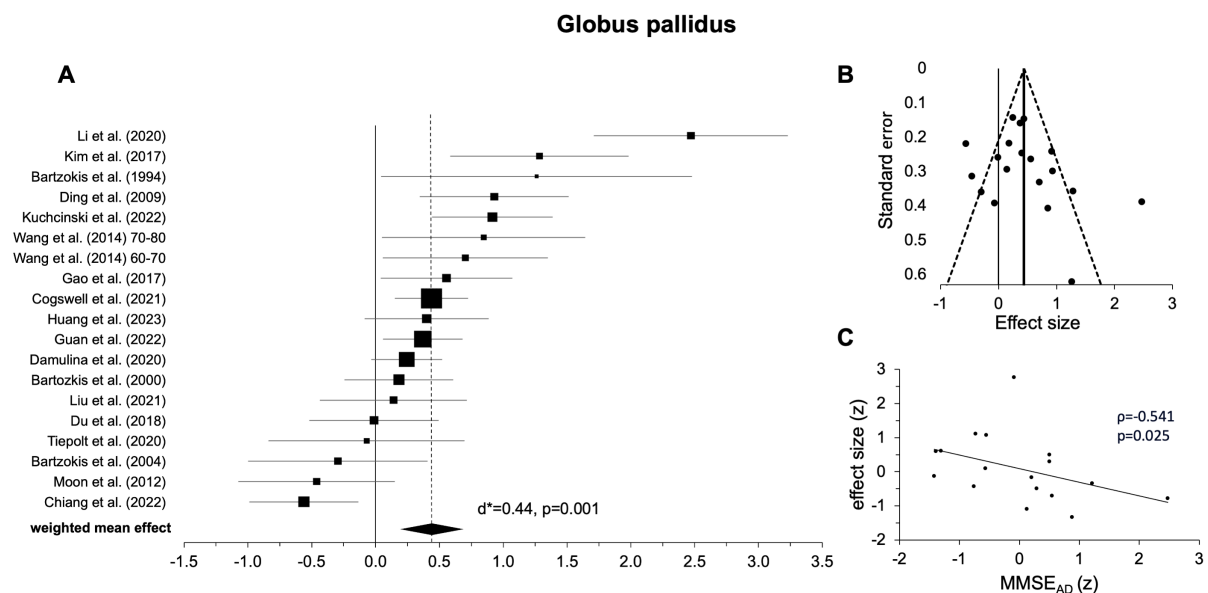 Globus pallidus
A
Li et al. (2020)
Kim et al. (2017)
Bartzokis et al. (1994)
Ding et al. (2009)
Kuchcinski et al. (2022)
Wang et al. (2014) 70-80
Wang et al. (2014) 60-70
Gao et al. (2017)
Cogswell et al. (2021)
Huang et al. (2023)
Guan et al. (2022)
Damulina et al. (2020)
Bartozkis et al. (2000)
Liu et al. (2021)
Du et al. (2018)
Tiepolt et al. (2020)
Bartzokis et al. (2004)
Moon et al. (2012)
Chiang et al. (2022)
weighted mean effect
d*=0.44, p=0.001
-1.5 -1.0 -0.5 0.0 0.5 1.0 1.5 2.0 2.5 3.0 3.5
B
Standard error
0
0.1
0.2
0.3
0.4
0.5
0.6
-1 0 1 2 3
Effect size
C
effect size (z)
3
2
1
0
-1
-2
ρ=-0.541
p=0.025
-2 -1 0 1 2 3
MMSEAD (z)